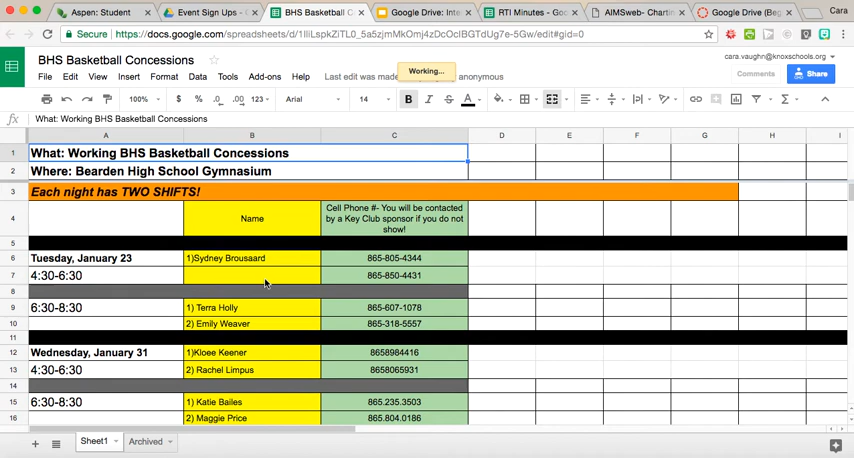 Aspen: Student
Event Sign Ups - G
BHS Basketball C
Google Drive: Inte
RTI Minutes - Goo
AIMSweb- Chartin
Google Drive (Beg
Cara
Secure | https://docs.google.com/spreadsheets/d/1IiLspkZiTL0_5a5zjmMkOmj4zDcOclBGTdUg7e-5Gw/edit#gid=0
BHS Basketball Concessions
cara.vaughn@knoxschools.org
File Edit View Insert Format Data Tools Add-ons Help Last edit was made
Working...
anonymous
Comments
Share
100% $ % .0 .00 123 Arial 14 B I S A
fx What: Working BHS Basketball Concessions
A B C D E F G H I
1 What: Working BHS Basketball Concessions
2 Where: Bearden High School Gymnasium
3 Each night has TWO SHIFTS!
4 Name Cell Phone #- You will be contacted
by a Key Club sponsor if you do not
show!
5
6 Tuesday, January 23 1)Sydney Brousaard 865-805-4344
7 4:30-6:30 865-850-4431
8
9 6:30-8:30 1) Terra Holly 865-607-1078
10 2) Emily Weaver 865-318-5557
11
12 Wednesday, January 31 1)Kloee Keener 8658984416
13 4:30-6:30 2) Rachel Limpus 8658065931
14
15 6:30-8:30 1) Katie Bailes 865.235.3503
16 2) Maggie Price 865.804.0186
Sheet1 Archived